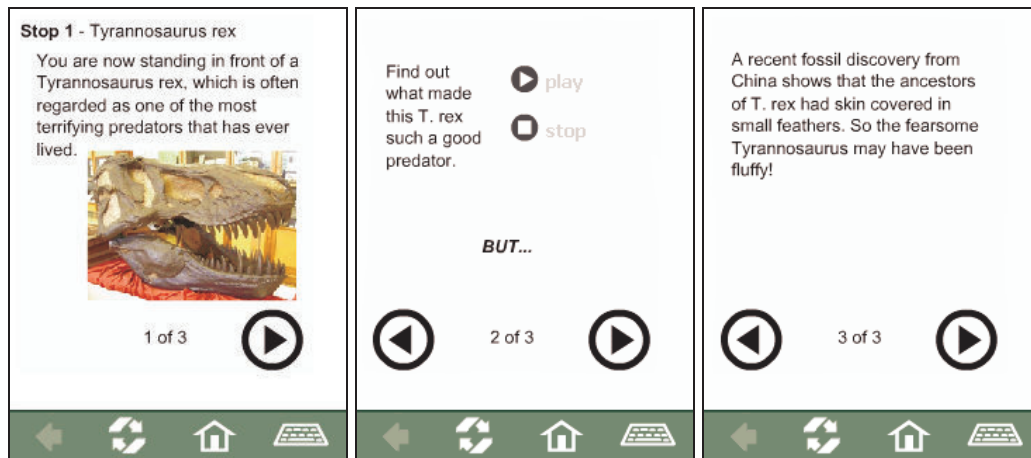 Stop 1 - Tyrannosaurus rex
You are now standing in front of a
Tyrannosaurus rex, which is often
regarded as one of the most
terrifying predators that has ever
lived.
1 of 3
Find out
what made
this T. rex
such a good
predator.
play
stop
BUT...
2 of 3
A recent fossil discovery from
China shows that the ancestors
of T. rex had skin covered in
small feathers. So the fearsome
Tyrannosaurus may have been
fluffy!
3 of 3